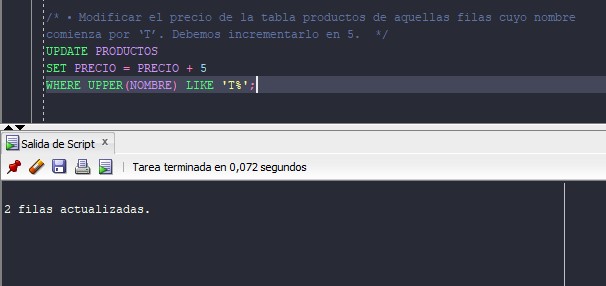 /* • Modificar el precio de la tabla productos de aquellas filas cuyo nombre
comienza por ‘T’. Debemos incrementarlo en 5.  */
UPDATE PRODUCTOS
SET PRECIO = PRECIO + 5
WHERE UPPER(NOMBRE) LIKE 'T%';
Salida de Script x
Tarea terminada en 0,072 segundos
2 filas actualizadas.